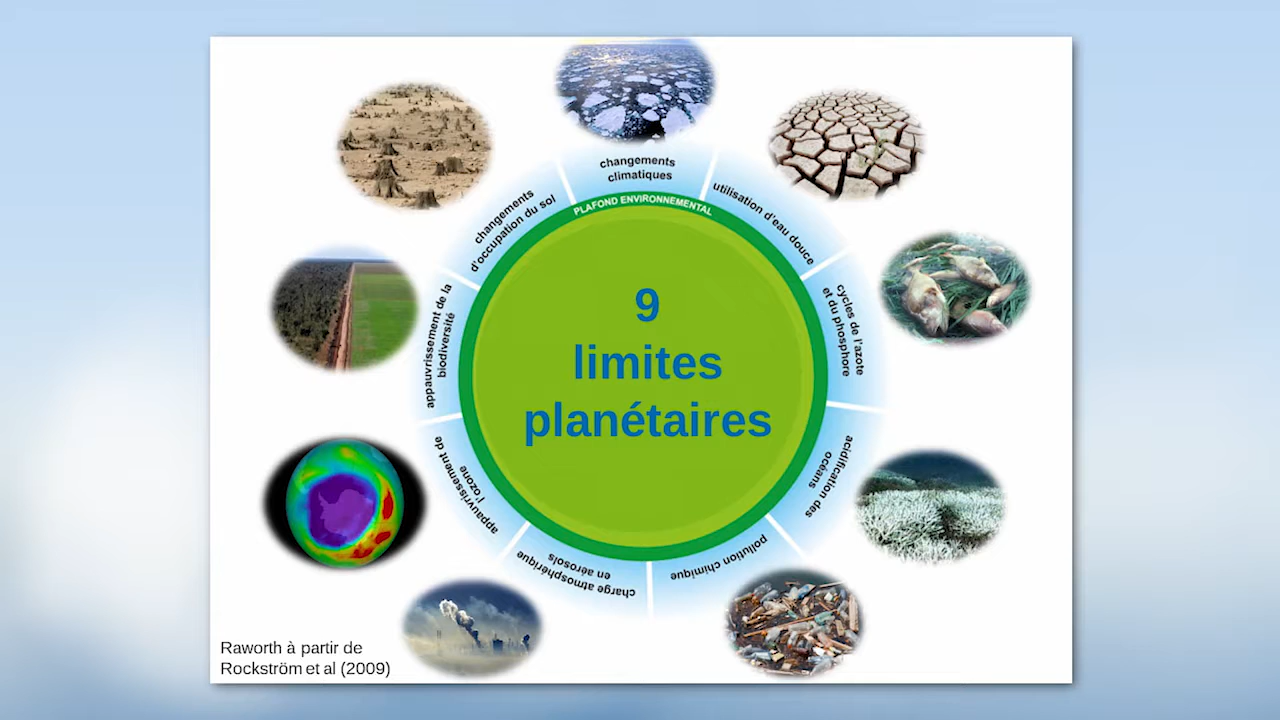 changements
climatiques
utilisation d'eau douce
cycles de l'azote
et du phosphore
acidification des
océans
pollution chimique
charge atmosphérique
en aérosols
appauvrissement de
l'ozone
appauvrissement de la
biodiversité
changements
d'occupation du sol
PLAFOND ENVIRONNEMENTAL
9
limites
planétaires
Raworth à partir de
Rockström et al (2009)